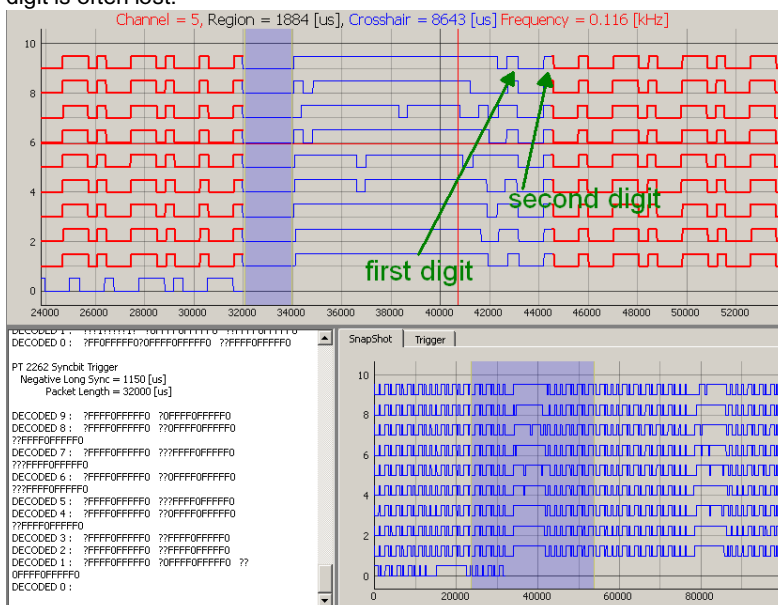 digit is often lost.
Channel = 5, Region = 1884 [us], Crosshair = 8643 [us] Frequency = 0.116 [kHz]
10
8
6
4
2
0
first digit
second digit
24000 26000 28000 30000 32000 34000 36000 38000 40000 42000 44000 46000 48000 50000 52000
DECODED 0 : ?FF0FFFFF0?0FFFF0FFFFF0 ??FFFF0FFFFF0
PT 2262 Syncbit Trigger
Negative Long Sync = 1150 [us]
Packet Length = 32000 [us]
DECODED 9 : ?FFFF0FFFFF0 ?0FFFF0FFFFF0
DECODED 8 : ?FFFF0FFFFF0 ??0FFFF0FFFFF0
??FFFF0FFFFF0
DECODED 7 : ?FFFF0FFFFF0 ???FFFF0FFFFF0
???FFFF0FFFFF0
DECODED 6 : ?FFFF0FFFFF0 ??0FFFF0FFFFF0
???FFFF0FFFFF0
DECODED 5 : ?FFFF0FFFFF0 ???FFFF0FFFFF0
DECODED 4 : ?FFFF0FFFFF0 ??0FFFF0FFFFF0
??FFFF0FFFFF0
DECODED 3 : ?FFFF0FFFFF0 ??FFFF0FFFFF0
DECODED 2 : ?FFFF0FFFFF0 ??FFFF0FFFFF0
DECODED 1 : ?FFFF0FFFFF0 ?0FFFF0FFFFF0 ??
0FFFF0FFFFF0
DECODED 0 :
SnapShot Trigger
10
8
6
4
2
0
0 20000 40000 60000 80000